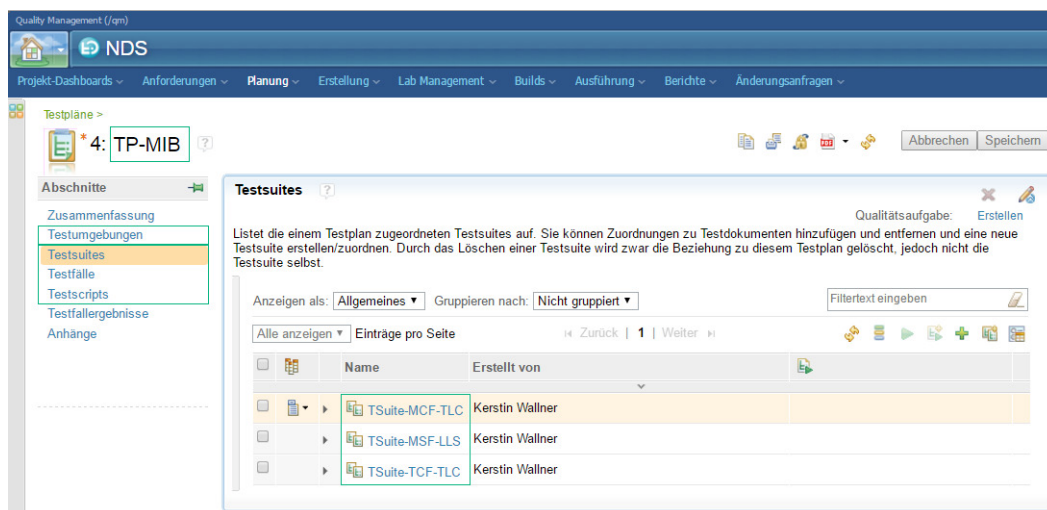 Quality Management (/qm)
NDS
Projekt-Dashboards Anforderungen Planung Erstellung Lab Management Builds Ausführung Berichte Änderungsanfragen
Testpläne >
* 4: TP-MIB ?
Abbrechen Speichern
Abschnitte
Zusammenfassung
Testumgebungen
Testsuites
Testfälle
Testscripts
Testfallergebnisse
Anhänge
Testsuites ?
Qualitätsaufgabe: Erstellen
Listet die einem Testplan zugeordneten Testsuites auf. Sie können Zuordnungen zu Testdokumenten hinzufügen und entfernen und eine neue
Testsuite erstellen/zuordnen. Durch das Löschen einer Testsuite wird zwar die Beziehung zu diesem Testplan gelöscht, jedoch nicht die
Testsuite selbst.
Anzeigen als: Allgemeines Gruppieren nach: Nicht gruppiert
Filtertext eingeben
Alle anzeigen Einträge pro Seite Zurück | 1 | Weiter
Name Erstellt von
TSuite-MCF-TLC Kerstin Wallner
TSuite-MSF-LLS Kerstin Wallner
TSuite-TCF-TLC Kerstin Wallner